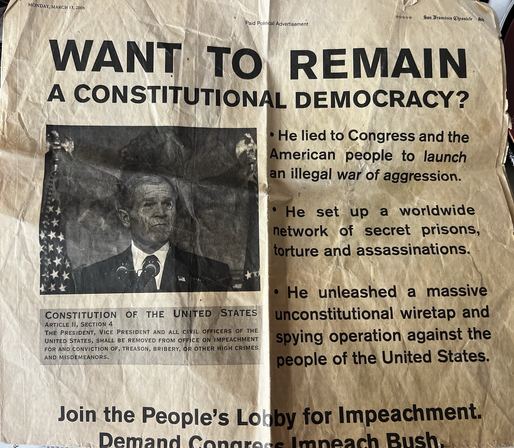 MONDAY, MARCH 13, 2006
Paid Political Advertisement
San Francisco Chronicle
WANT TO REMAIN
A CONSTITUTIONAL DEMOCRACY?
• He lied to Congress and the
American people to launch
an illegal war of aggression.
• He set up a worldwide
network of secret prisons,
torture and assassinations.
• He unleashed a massive
unconstitutional wiretap and
spying operation against the
people of the United States.
CONSTITUTION OF THE UNITED STATES
ARTICLE II, SECTION 4
THE PRESIDENT, VICE PRESIDENT AND ALL CIVIL OFFICERS OF THE
UNITED STATES, SHALL BE REMOVED FROM OFFICE ON IMPEACHMENT
FOR AND CONVICTION OF, TREASON, BRIBERY, OR OTHER HIGH CRIMES
AND MISDEMEANORS.
Join the People's Lobby for Impeachment.
Demand Congress Impeach Bush.